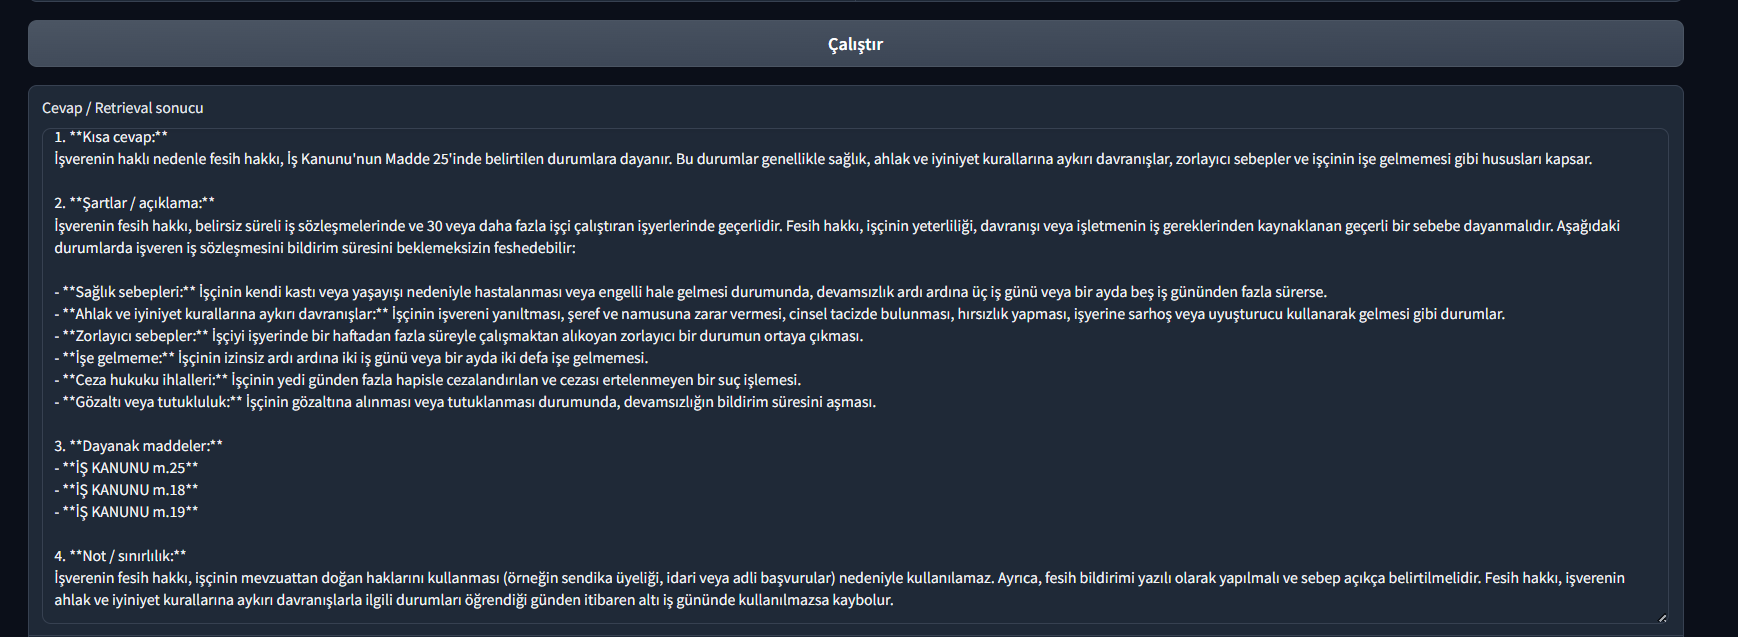 Çalıştır
Cevap / Retrieval sonucu
1. **Kısa cevap:**
İşverenin haklı nedenle fesih hakkı, İş Kanunu'nun Madde 25'inde belirtilen durumlara dayanır. Bu durumlar genellikle sağlık, ahlak ve iyiniyet kurallarına aykırı davranışlar, zorlayıcı sebepler ve işçinin işe gelmemesi gibi hususları kapsar.
2. **Şartlar / açıklama:**
İşverenin fesih hakkı, belirsiz süreli iş sözleşmelerinde ve 30 veya daha fazla işçi çalıştıran işyerlerinde geçerlidir. Fesih hakkı, işçinin yeterliliği, davranışı veya işletmenin iş gereklerinden kaynaklanan geçerli bir sebebe dayanmalıdır. Aşağıdaki
durumlarda işveren iş sözleşmesini bildirim süresini beklemeksizin feshedebilir:
- **Sağlık sebepleri:** İşçinin kendi kastı veya yaşayışı nedeniyle hastalanması veya engelli hale gelmesi durumunda, devamsızlık ardı ardına üç iş günü veya bir ayda beş iş gününden fazla sürerse.
- **Ahlak ve iyiniyet kurallarına aykırı davranışlar:** İşçinin işvereni yanıltması, şeref ve namusuna zarar vermesi, cinsel tacizde bulunması, hırsızlık yapması, işyerine sarhoş veya uyuşturucu kullanarak gelmesi gibi durumlar.
- **Zorlayıcı sebepler:** İşçiyi işyerinde bir haftadan fazla süreyle çalışmaktan alıkoyan zorlayıcı bir durumun ortaya çıkması.
- **İşe gelmeme:** İşçinin izinsiz ardı ardına iki iş günü veya bir ayda iki defa işe gelmemesi.
- **Ceza hukuku ihlalleri:** İşçinin yedi günden fazla hapisle cezalandırılan ve cezası ertelenmeyen bir suç işlemesi.
- **Gözaltı veya tutukluluk:** İşçinin gözaltına alınması veya tutuklanması durumunda, devamsızlığın bildirim süresini aşması.
3. **Dayanak maddeler:**
- **İŞ KANUNU m.25**
- **İŞ KANUNU m.18**
- **İŞ KANUNU m.19**
4. **Not / sınırlılık:**
İşverenin fesih hakkı, işçinin mevzuattan doğan haklarını kullanması (örneğin sendika üyeliği, idari veya adli başvurular) nedeniyle kullanılamaz. Ayrıca, fesih bildirimi yazılı olarak yapılmalı ve sebep açıkça belirtilmelidir. Fesih hakkı, işverenin
ahlak ve iyiniyet kurallarına aykırı davranışlarla ilgili durumları öğrendiği günden itibaren altı iş gününde kullanılmazsa kaybolur.